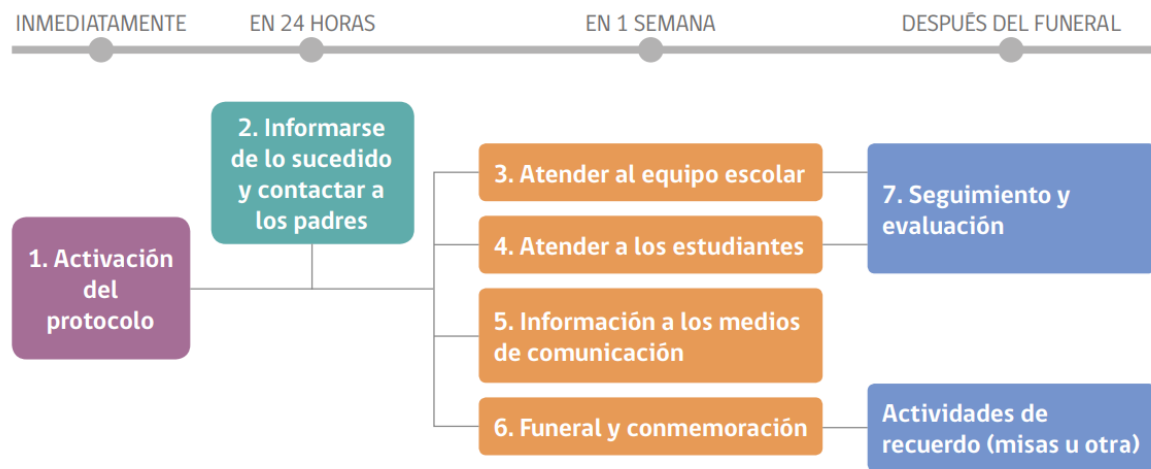 INMEDIATAMENTE
EN 24 HORAS
EN 1 SEMANA
DESPUÉS DEL FUNERAL
1. Activación
del
protocolo
2. Informarse
de lo sucedido
y contactar a
los padres
3. Atender al equipo escolar
4. Atender a los estudiantes
5. Información a los medios
de comunicación
6. Funeral y conmemoración
7. Seguimiento y
evaluación
Actividades de
recuerdo (misas u otra)